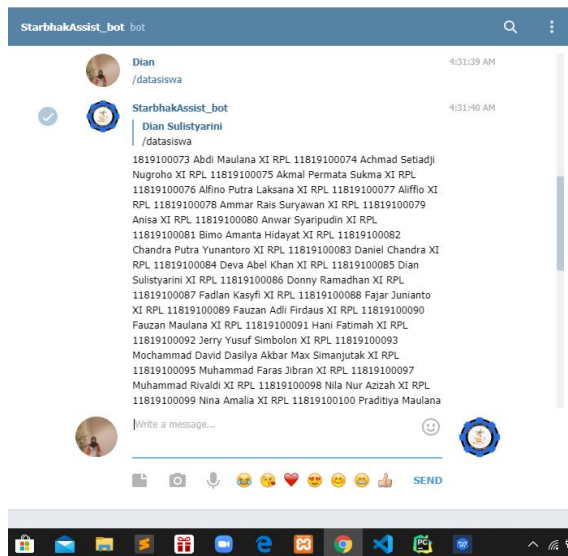 StarbhakAssist_bot bot
Dian 4:31:39 AM
/datasiswa
StarbhakAssist_bot 4:31:40 AM
Dian Sulistyarini
/datasiswa
1819100073 Abdi Maulana XI RPL 11819100074 Achmad Setiadji
Nugroho XI RPL 11819100075 Akmal Permata Sukma XI RPL
11819100076 Alfino Putra Laksana XI RPL 11819100077 Aliffio XI
RPL 11819100078 Ammar Rais Suryawan XI RPL 11819100079
Anisa XI RPL 11819100080 Anwar Syaripudin XI RPL
11819100081 Bimo Amanta Hidayat XI RPL 11819100082
Chandra Putra Yunantoro XI RPL 11819100083 Daniel Chandra XI
RPL 11819100084 Deva Abel Khan XI RPL 11819100085 Dian
Sulistyarini XI RPL 11819100086 Donny Ramadhan XI RPL
11819100087 Fadlan Kasyfi XI RPL 11819100088 Fajar Junianto
XI RPL 11819100089 Fauzan Adli Firdaus XI RPL 11819100090
Fauzan Maulana XI RPL 11819100091 Hani Fatimah XI RPL
11819100092 Jerry Yusuf Simbolon XI RPL 11819100093
Mochammad David Dasilya Akbar Max Simanjutak XI RPL
11819100095 Muhammad Faras Jibran XI RPL 11819100097
Muhammad Rivaldi XI RPL 11819100098 Nila Nur Azizah XI RPL
11819100099 Nina Amalia XI RPL 11819100100 Praditiya Maulana
Write a message...
SEND